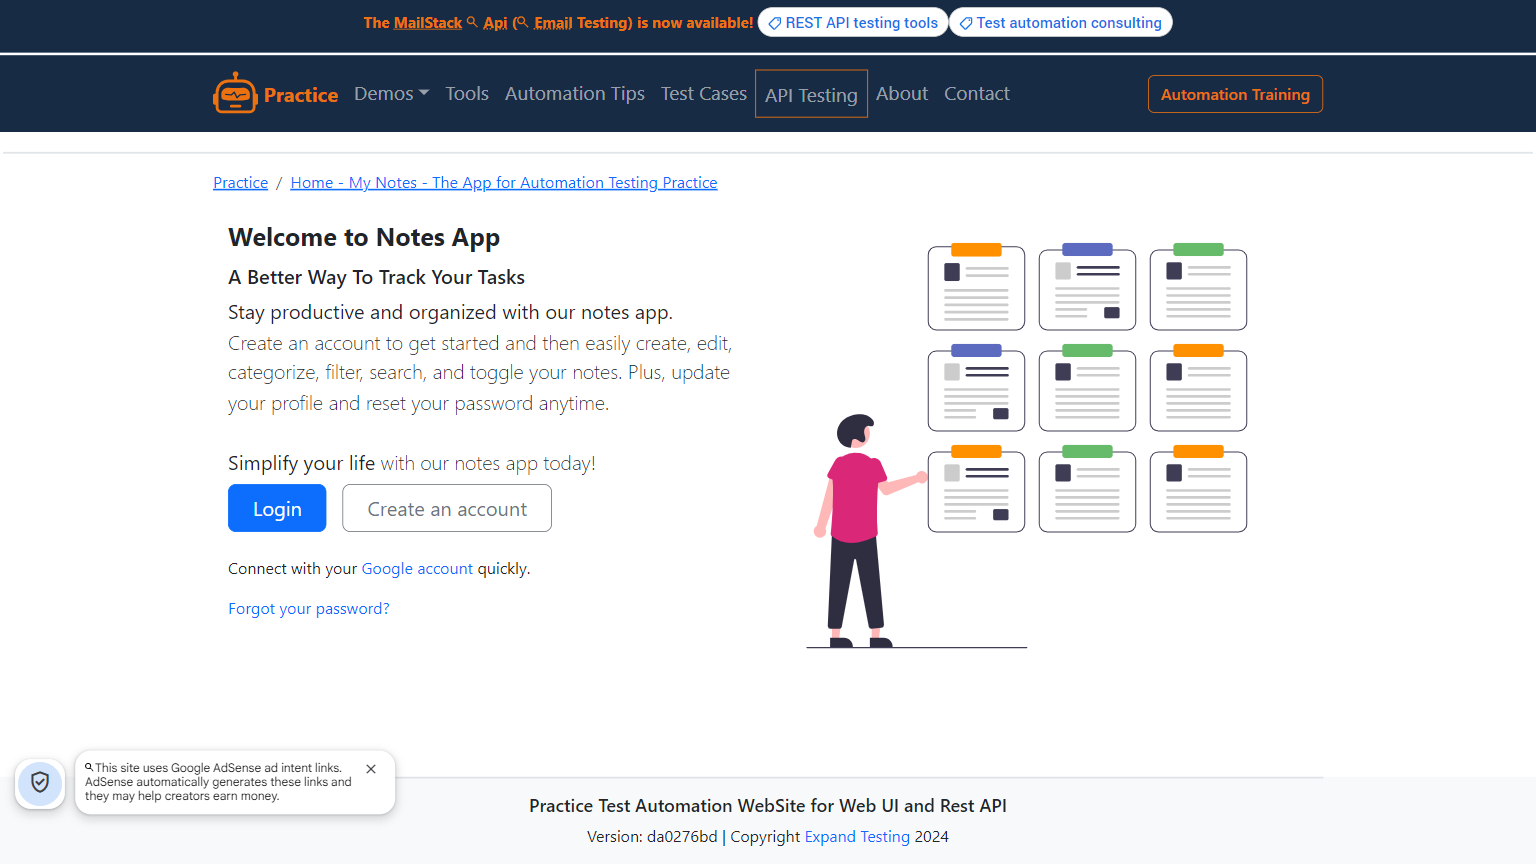 The MailStack Api (Email Testing) is now available! REST API testing tools Test automation consulting
Practice Demos Tools Automation Tips Test Cases API Testing About Contact Automation Training
Practice / Home - My Notes - The App for Automation Testing Practice
Welcome to Notes App
A Better Way To Track Your Tasks
Stay productive and organized with our notes app.
Create an account to get started and then easily create, edit,
categorize, filter, search, and toggle your notes. Plus, update
your profile and reset your password anytime.
Simplify your life with our notes app today!
Login Create an account
Connect with your Google account quickly.
Forgot your password?
This site uses Google AdSense ad intent links.
AdSense automatically generates these links and
they may help creators earn money.
Practice Test Automation WebSite for Web UI and Rest API
Version: da0276bd | Copyright Expand Testing 2024